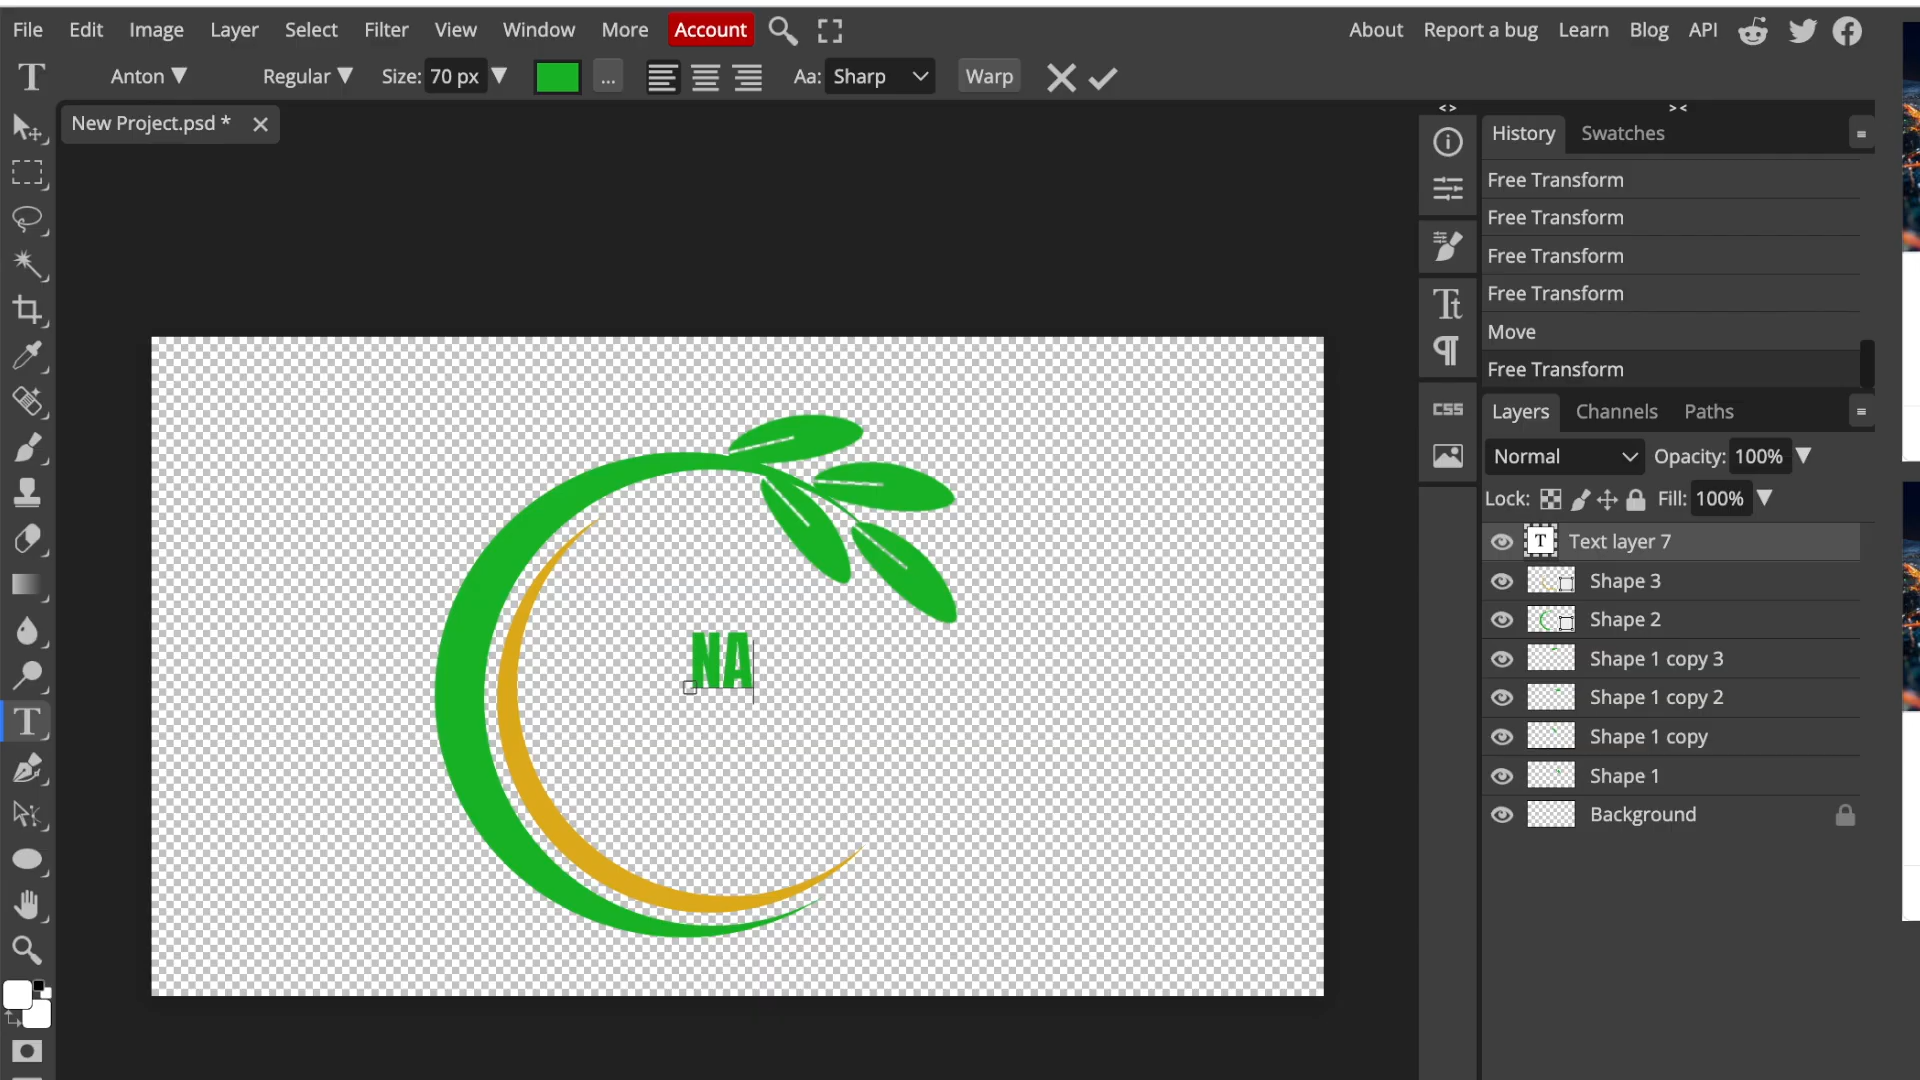 File Edit Image Layer Select Filter View Window More Account About Report a bug Learn Blog API
T Anton Regular Size: 70 px ... Aa: Sharp Warp
New Project.psd *
History Swatches
Free Transform
Free Transform
Free Transform
Free Transform
Move
Free Transform
CSS
Layers Channels Paths
Normal Opacity: 100%
Lock: Fill: 100%
T Text layer 7
Shape 3
Shape 2
Shape 1 copy 3
Shape 1 copy 2
Shape 1 copy
Shape 1
Background
NA